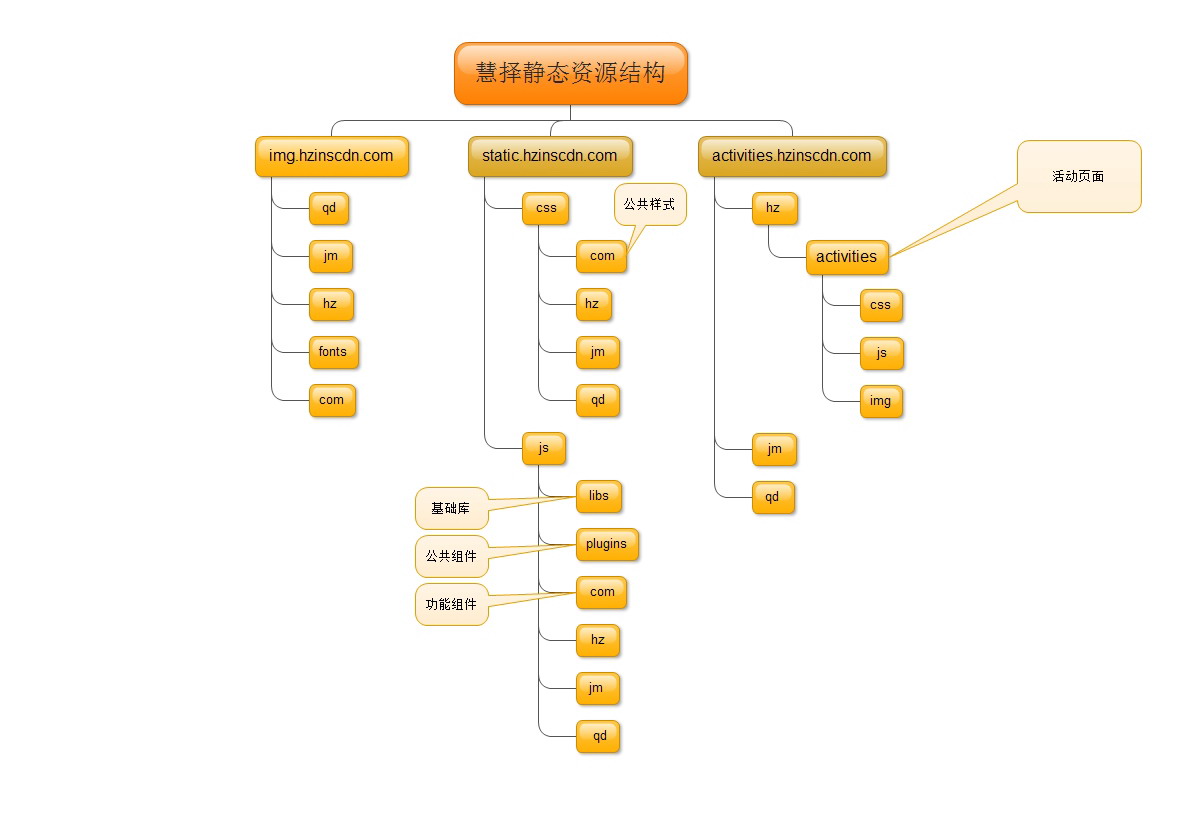 慧择静态资源结构
img.hzinscdn.com
qd
jm
hz
fonts
com
static.hzinscdn.com
css
公共样式
com
hz
jm
qd
js
基础库
libs
公共组件
plugins
功能组件
com
hz
jm
qd
activities.hzinscdn.com
hz
活动页面
activities
css
js
img
jm
qd